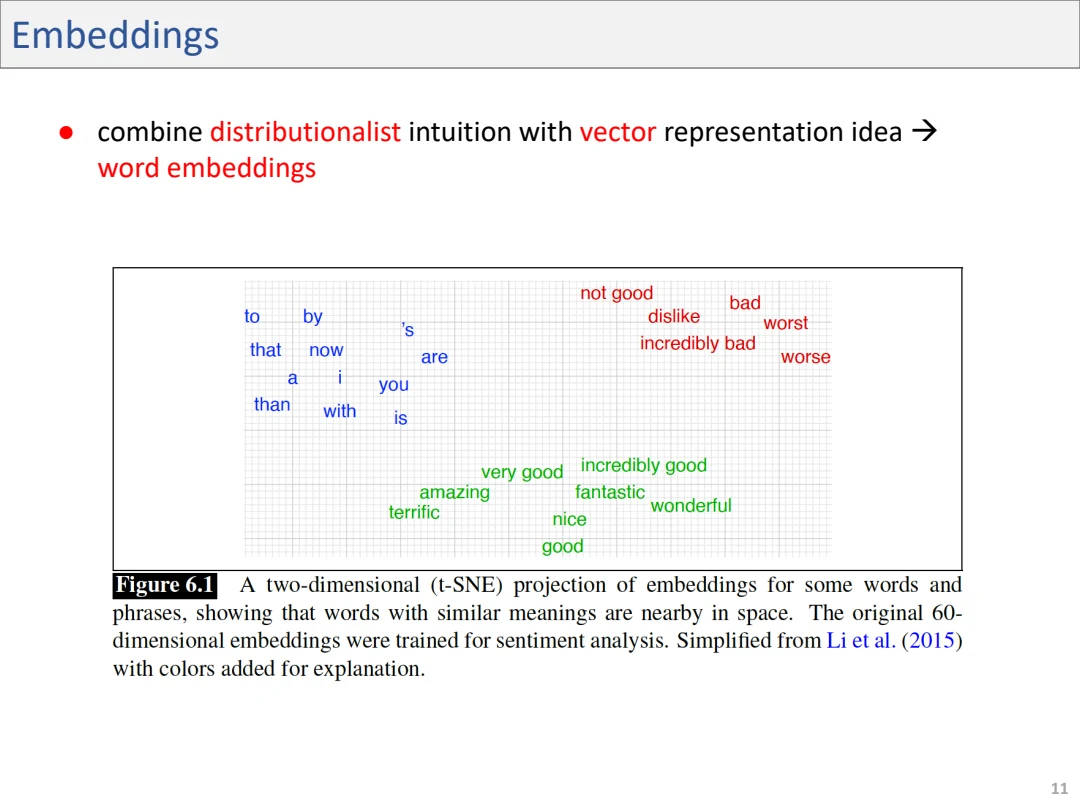 Embeddings
● combine distributionalist intuition with vector representation idea →
word embeddings
not good
bad
to by dislike
's worst
that now incredibly bad
are worse
a i you
than with is
very good incredibly good
amazing fantastic
terrific wonderful
nice
good
Figure 6.1 A two-dimensional (t-SNE) projection of embeddings for some words and
phrases, showing that words with similar meanings are nearby in space. The original 60-
dimensional embeddings were trained for sentiment analysis. Simplified from Li et al. (2015)
with colors added for explanation.
11